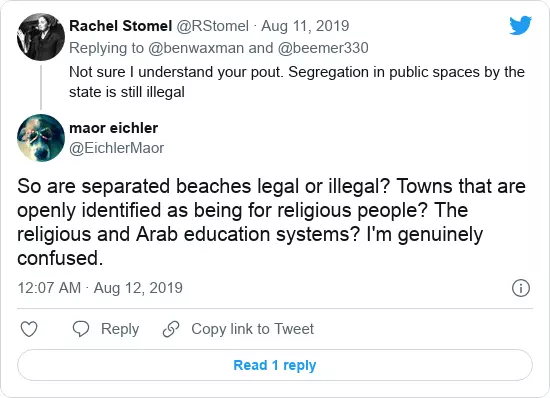 Rachel Stomel @RStomel · Aug 11, 2019
Replying to @benwaxman and @beemer330
Not sure I understand your pout. Segregation in public spaces by the
state is still illegal
maor eichler
@EichlerMaor
So are separated beaches legal or illegal? Towns that are
openly identified as being for religious people? The
religious and Arab education systems? I'm genuinely
confused.
12:07 AM · Aug 12, 2019
Reply
Copy link to Tweet
Read 1 reply